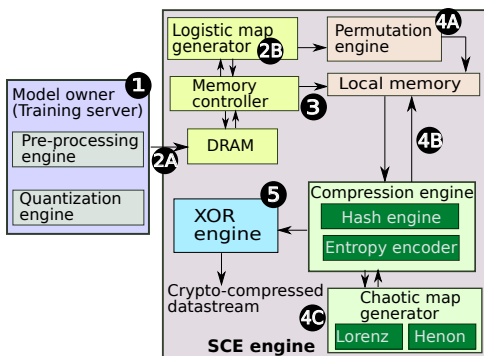 1
Model owner
(Training server)
Pre-processing
engine
Quantization
engine
2A
Logistic map
generator
2B
Permutation
engine
4A
Memory
controller
3
Local memory
DRAM
4B
Compression engine
Hash engine
Entropy encoder
5
XOR
engine
Crypto-compressed
datastream
4C
Chaotic map
generator
Lorenz
Henon
SCE engine